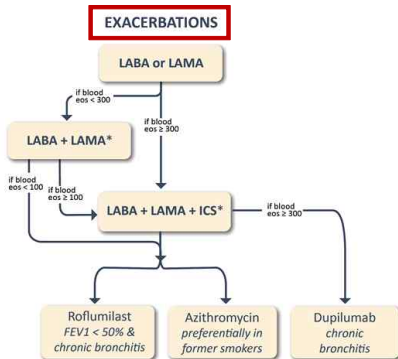 EXACERBATIONS
LABA or LAMA
if blood
eos < 300
if blood
eos ≥ 300
LABA + LAMA*
if blood
eos < 100
if blood
eos ≥ 100
LABA + LAMA + ICS*
if blood
eos ≥ 300
Roflumilast
FEV1 < 50% &
chronic bronchitis
Azithromycin
preferentially in
former smokers
Dupilumab
chronic
bronchitis